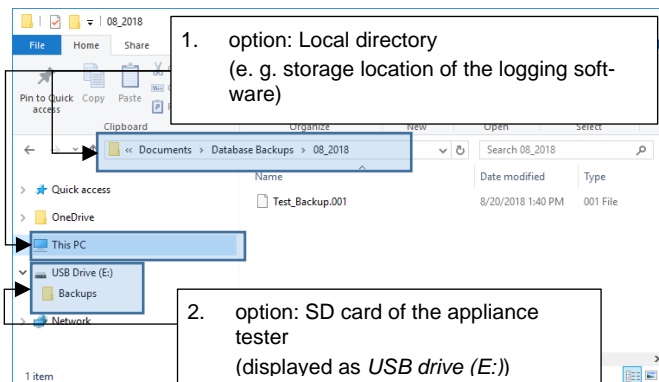 08_2018
File Home Share
1. option: Local directory
(e. g. storage location of the logging soft-
ware)
Pin to Quick access Copy Paste
Clipboard Organize New Open Select
« Documents > Database Backups > 08_2018
Search 08_2018
Name Date modified Type
Quick access
Test_Backup.001 8/20/2018 1:40 PM 001 File
OneDrive
This PC
USB Drive (E:)
Backups
Network
2. option: SD card of the appliance
tester
(displayed as USB drive (E:))
1 item